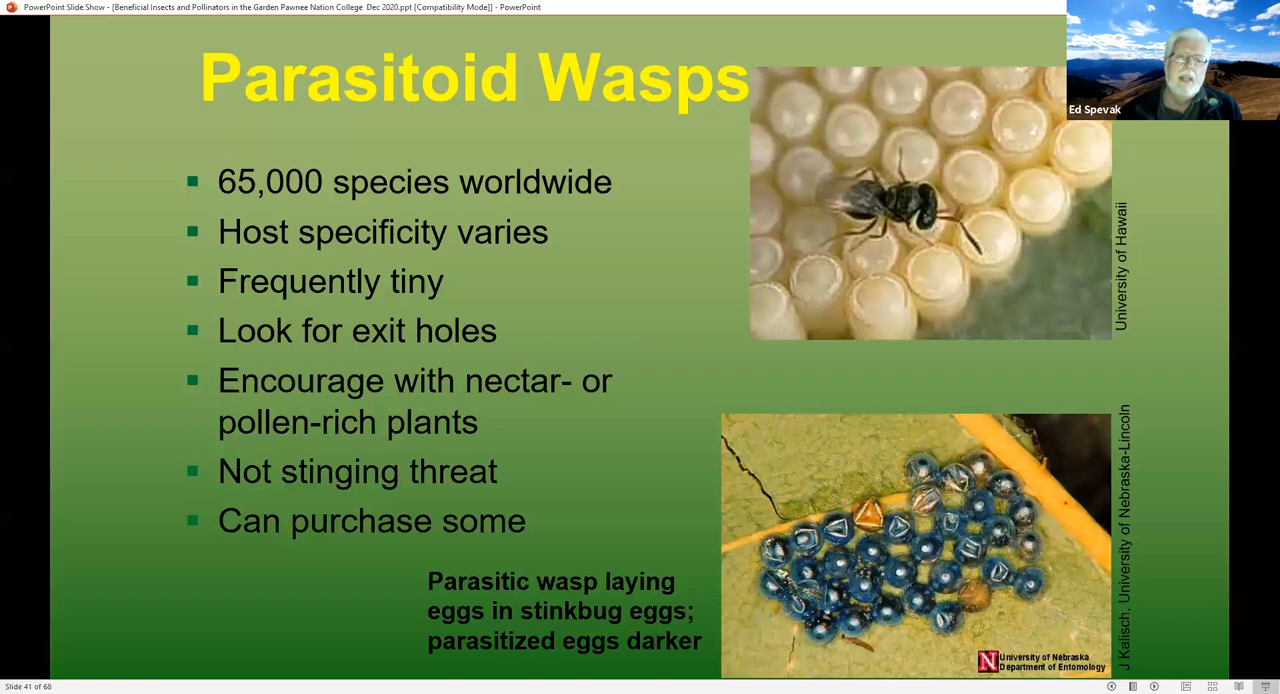 PowerPoint Slide Show - [Beneficial Insects and Pollinators in the Garden Pawnee Nation College Dec 2020.ppt [Compatibility Mode]] - PowerPoint
Parasitoid Wasps
Ed Spevak
65,000 species worldwide
Host specificity varies
Frequently tiny
Look for exit holes
Encourage with nectar- or
pollen-rich plants
Not stinging threat
Can purchase some
University of Hawaii
Parasitic wasp laying
eggs in stinkbug eggs;
parasitized eggs darker
J Kalisch, University of Nebraska-Lincoln
N
University of Nebraska
Department of Entomology
Slide 41 of 68